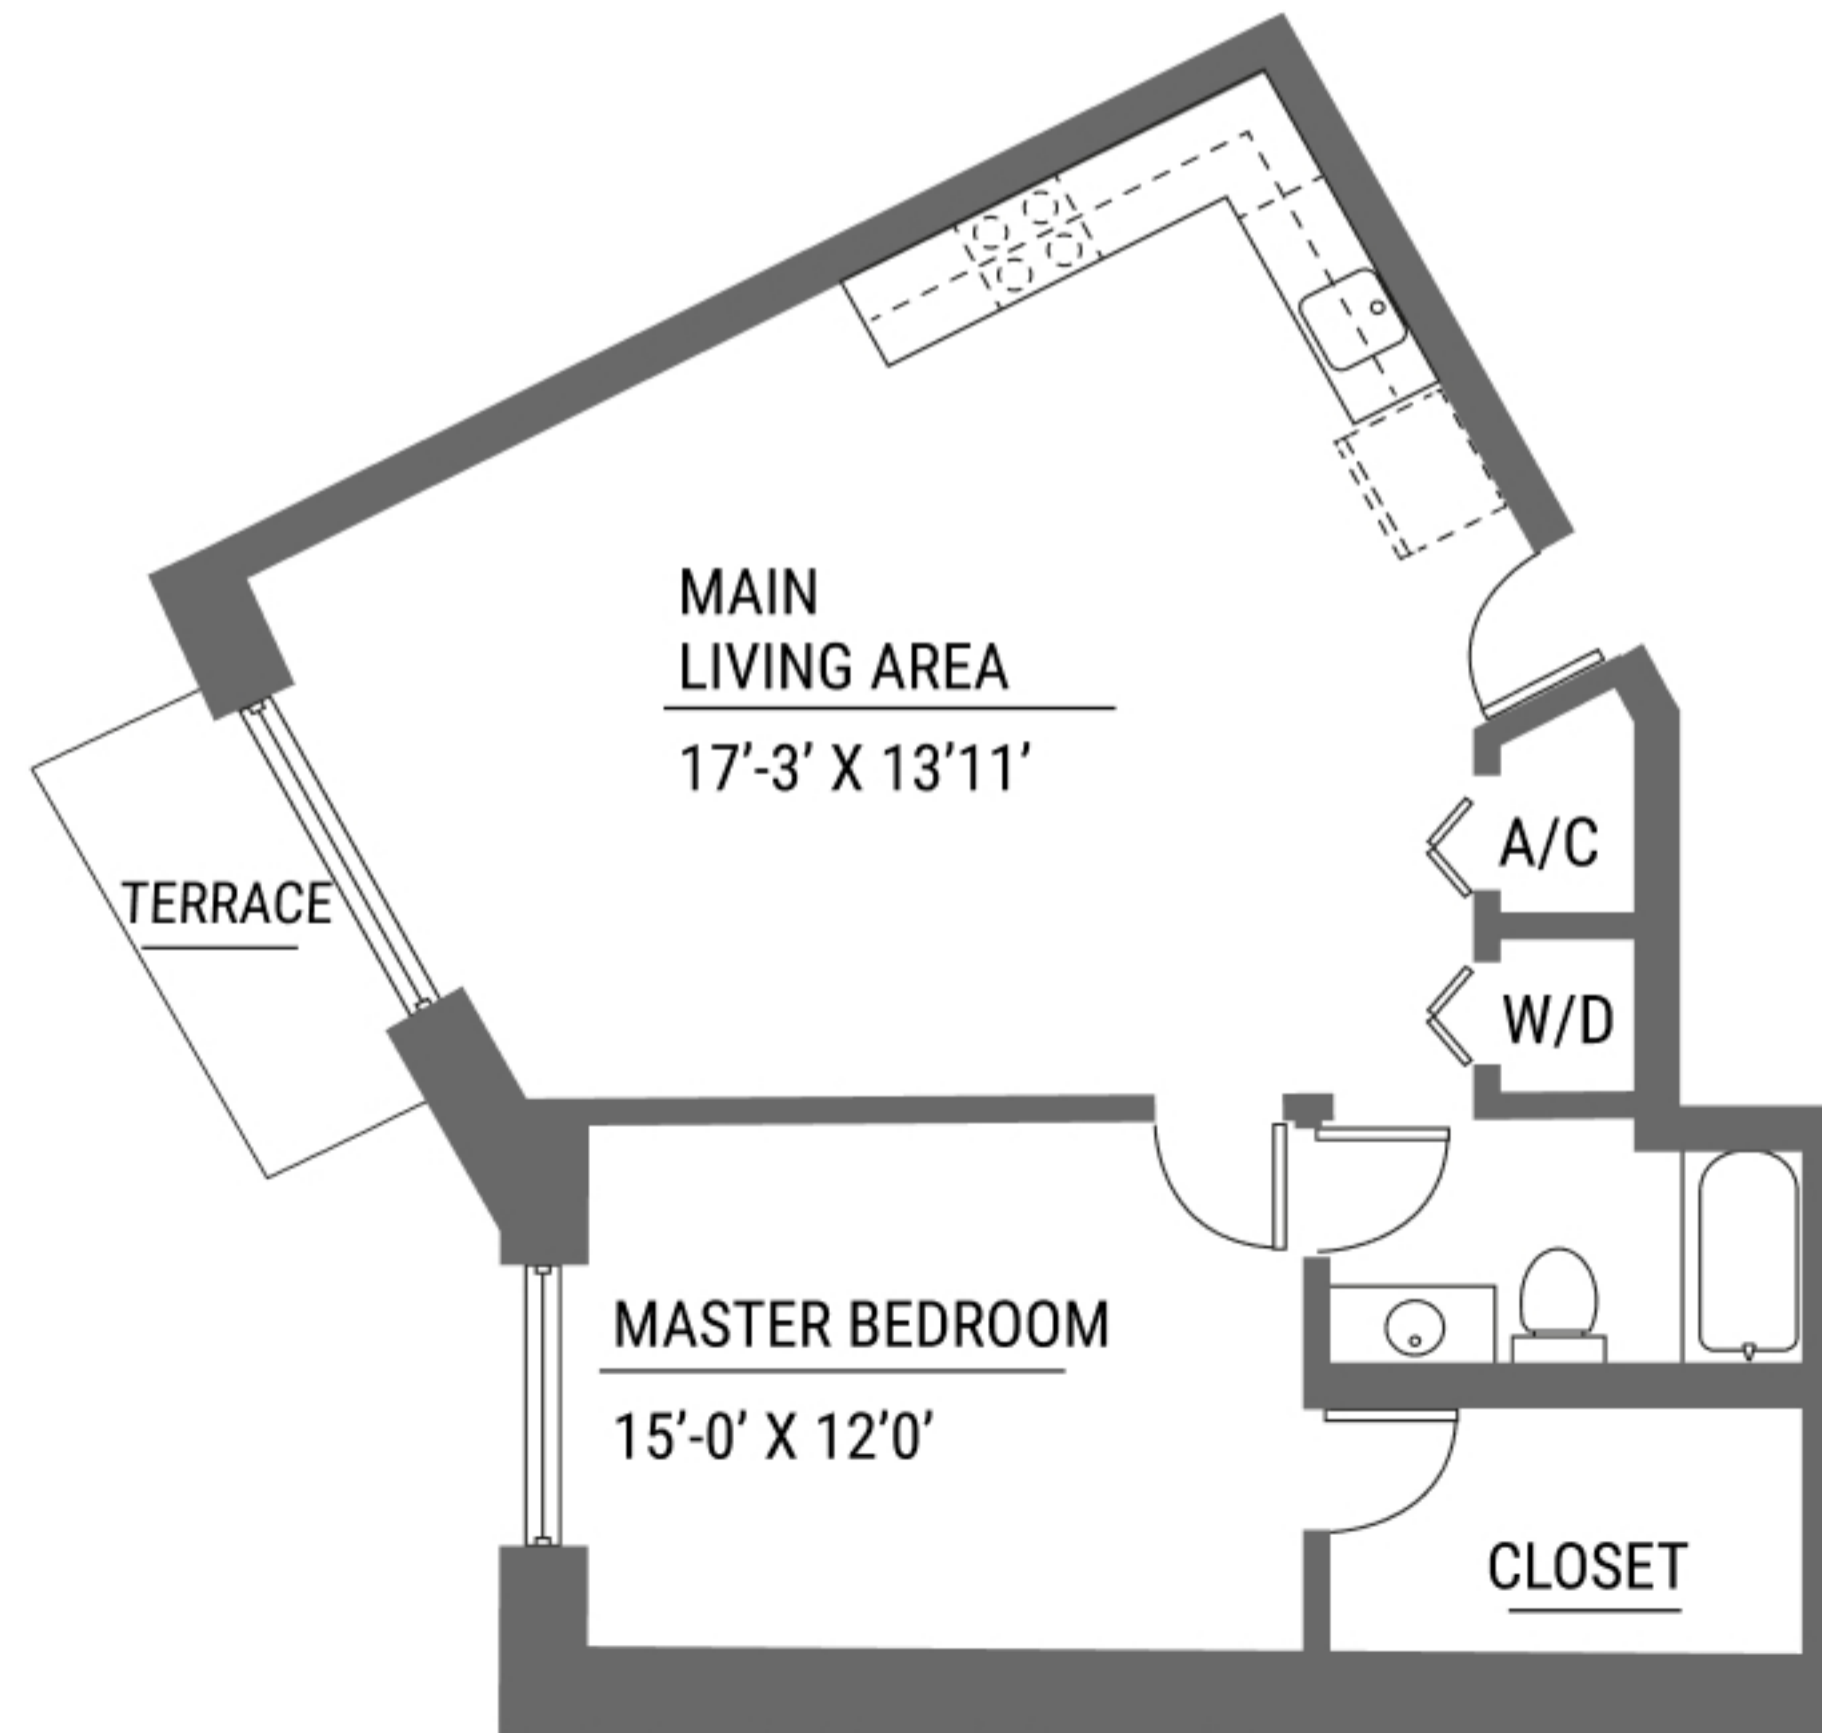 MAIN
LIVING AREA
17’-3’ X 13’11’
A/C
TERRACE
W/D
MASTER BEDROOM
15’-0’ X 12’0’
CLOSET